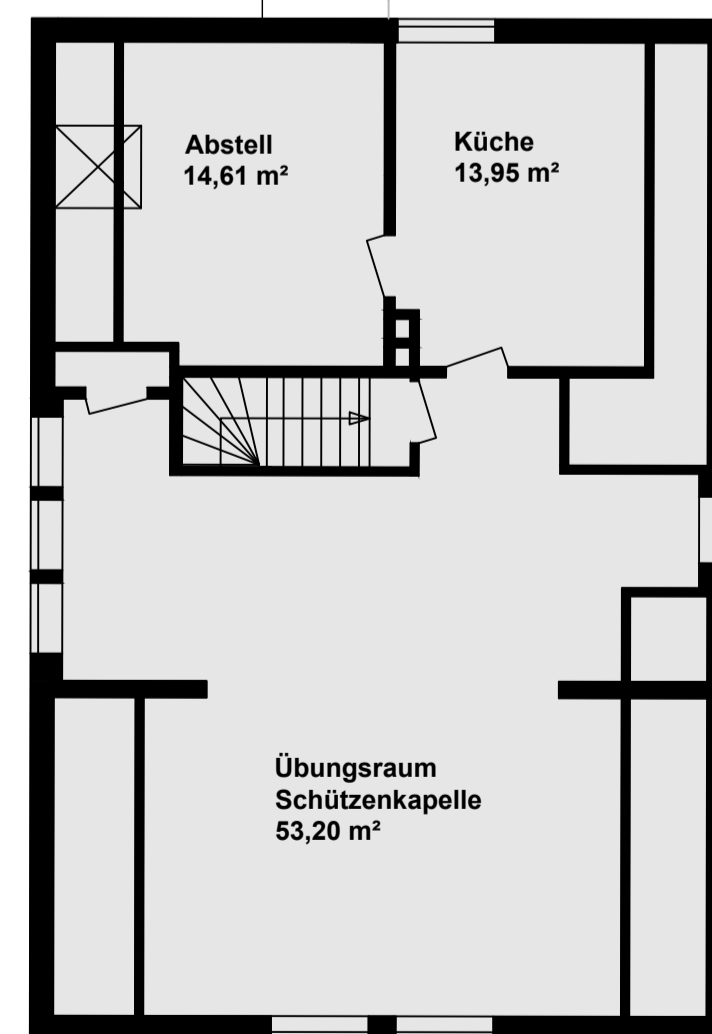 Abstell
14,61 m²
Küche
13,95 m²
Übungsraum
Schützenkapelle
53,20 m²